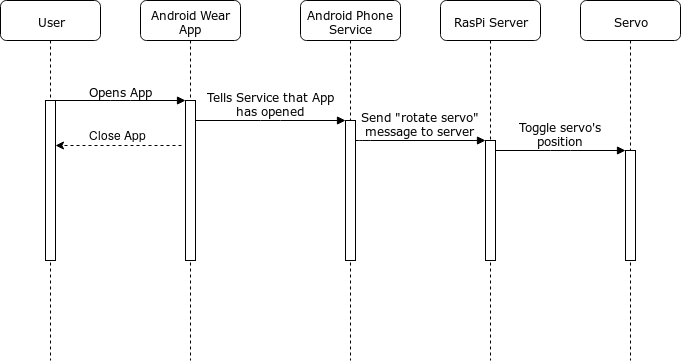 User
Android Wear
App
Android Phone
Service
RasPi Server
Servo
Opens App
Tells Service that App
has opened
Send "rotate servo"
message to server
Toggle servo's
position
Close App